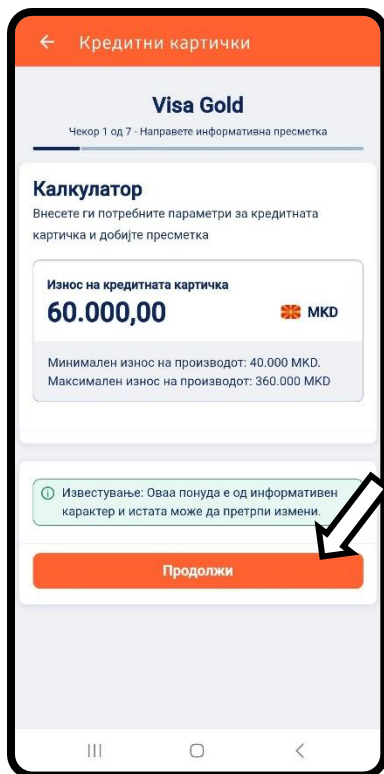 Кредитни картички
Visa Gold
Чекор 1 од 7 - Направете информативна пресметка
Калкулатор
Внесете ги потребните параметри за кредитната
картичка и добијте пресметка
Износ на кредитната картичка
60.000,00 MKD
Минимален износ на производот: 40.000 MKD.
Максимален износ на производот: 360.000 MKD
Известување: Оваа понуда е од информативен
карактер и истата може да претрпи измени.
Продолжи